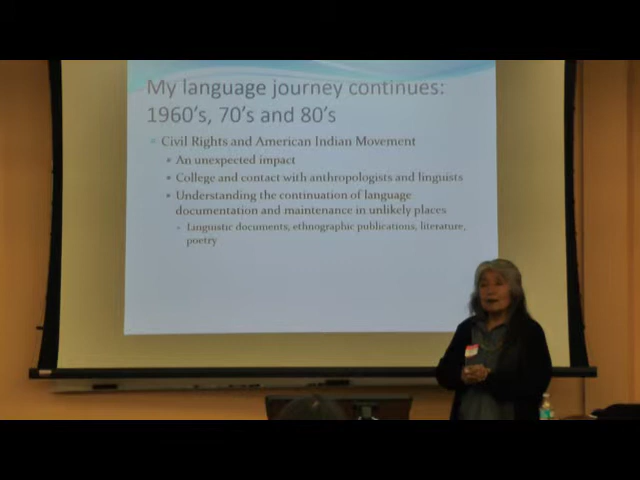 My language journey continues:
1960's, 70's and 80's
Civil Rights and American Indian Movement
An unexpected impact
College and contact with anthropologists and linguists
Understanding the continuation of language
documentation and maintenance in unlikely places
- Linguistic documents, ethnographic publications, literature,
poetry